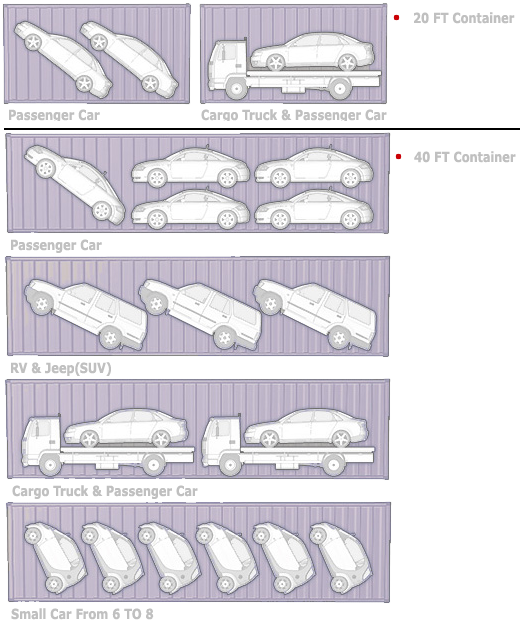 20 FT Container
Passenger Car
Cargo Truck & Passenger Car
40 FT Container
Passenger Car
RV & Jeep(SUV)
Cargo Truck & Passenger Car
Small Car From 6 TO 8